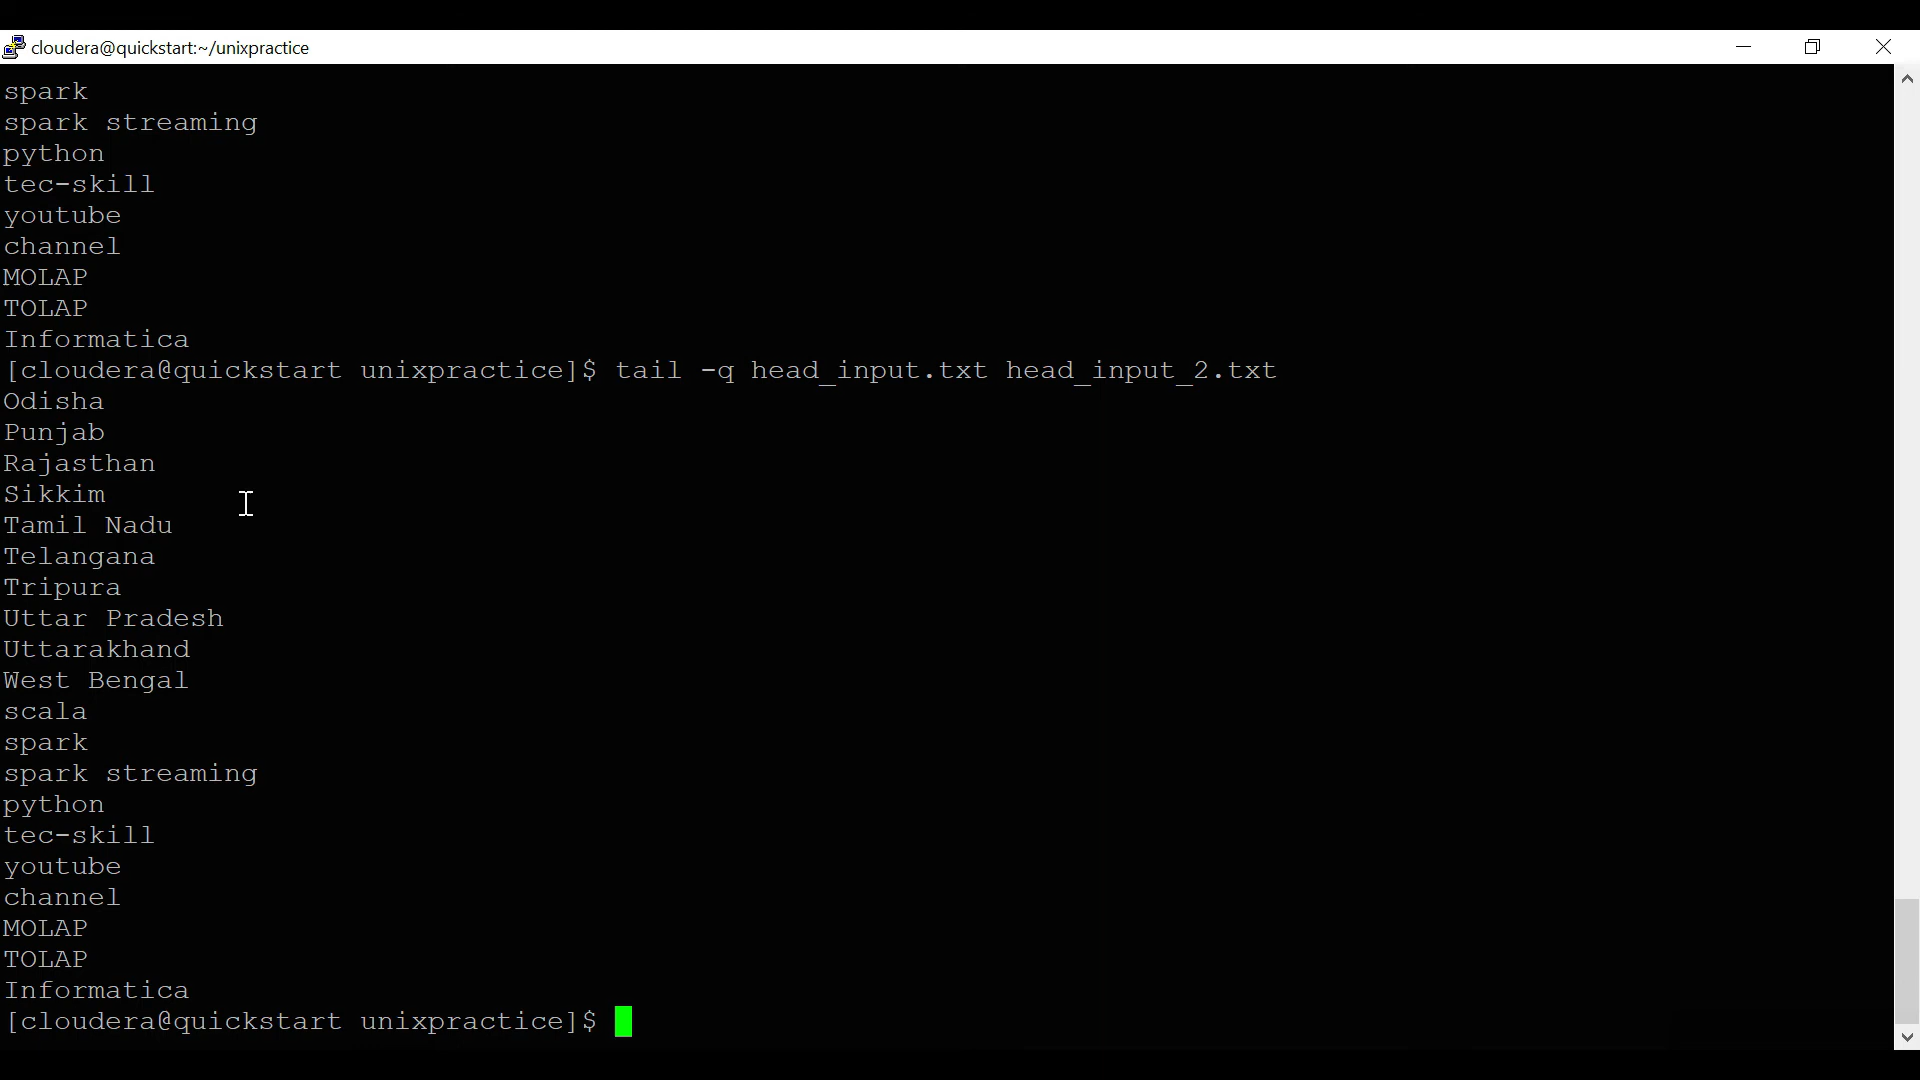 cloudera@quickstart:~/unixpractice
spark
spark streaming
python
tec-skill
youtube
channel
MOLAP
TOLAP
Informatica
[cloudera@quickstart unixpractice]$ tail -q head_input.txt head_input_2.txt
Odisha
Punjab
Rajasthan
Sikkim
Tamil Nadu
Telangana
Tripura
Uttar Pradesh
Uttarakhand
West Bengal
scala
spark
spark streaming
python
tec-skill
youtube
channel
MOLAP
TOLAP
Informatica
[cloudera@quickstart unixpractice]$